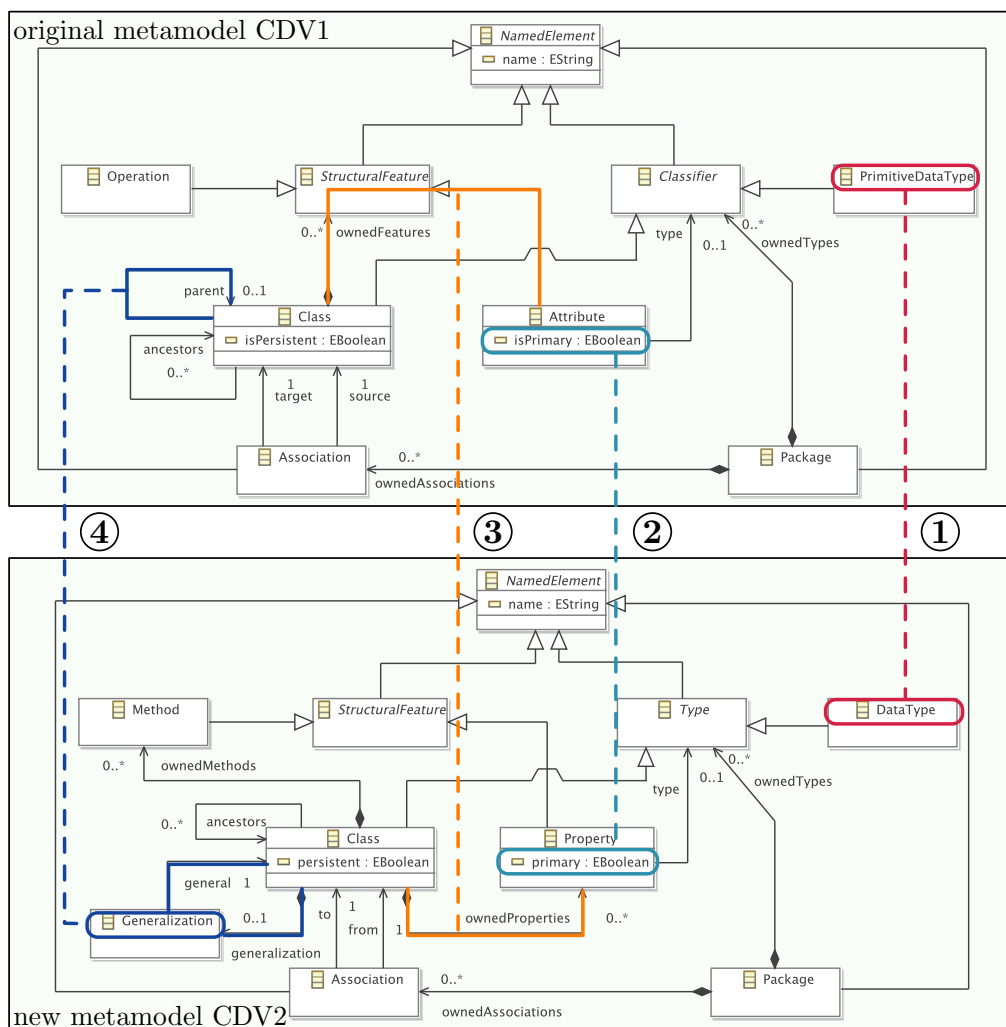 original metamodel CDV1
NamedElement
name : EString
Operation
StructuralFeature
Classifier
PrimitiveDataType
0..* ownedFeatures
type
0..1
0..*
ownedTypes
parent 0..1
Class
isPersistent : EBoolean
Attribute
isPrimary : EBoolean
ancestors
0..*
1
target
1
source
Association
0..*
ownedAssociations
Package
4
3
2
1
NamedElement
name : EString
Method
StructuralFeature
Type
DataType
0..* ownedMethods
type
0..1
0..*
ownedTypes
0..* ancestors
Class
persistent : EBoolean
Property
primary : EBoolean
general 1
Generalization
0..1
generalization
to
1
from
1
ownedProperties
0..*
Association
0..*
ownedAssociations
Package
new metamodel CDV2